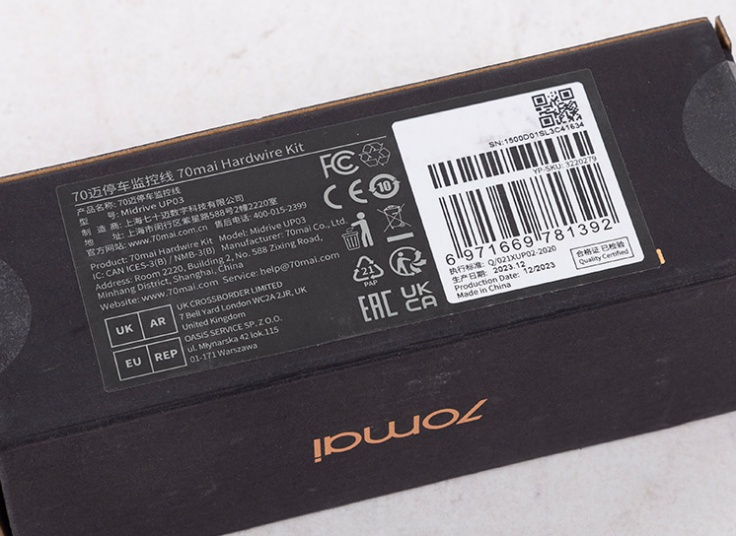 70迈停车监控线 70mai Hardwire Kit
产品名称: 70迈停车监控线
型 号: Midrive UP03
制 造 商: 上海七十迈数字科技有限公司
地 址: 上海市闵行区紫星路588号2幢2220室
官方网站: www.70mai.com.cn 售后电话: 400-015-2399
Product: 70mai Hardwire Kit Model: Midrive UP03
IC: CAN ICES-3(B) / NMB-3(B) Manufacturer: 70mai Co., Ltd.
Address: Room 2220, Building 2, No. 588 Zixing Road,
Minhang District, Shanghai, China
Website: www.70mai.com Service: help@70mai.com
UK AR
UK CROSSBORDER LIMITED
7 Bell Yard London WC2A 2JR, UK
United Kingdom
EU REP
OASIS SERVICE SP. Z O.O.
ul. Młynarska 42 lok.115
01-171 Warszawa
FC
CE
10
21
PAP
EAC
UK
CA
SN: 1500D01SL3C41634
YP-SKU: 3220279
6 971669 781392
执行标准: Q/021XUP02-2020
生产日期: 2023.12
Production Date: 12/2023
Made in China
合格证 已检验
Quality Certified
70mai